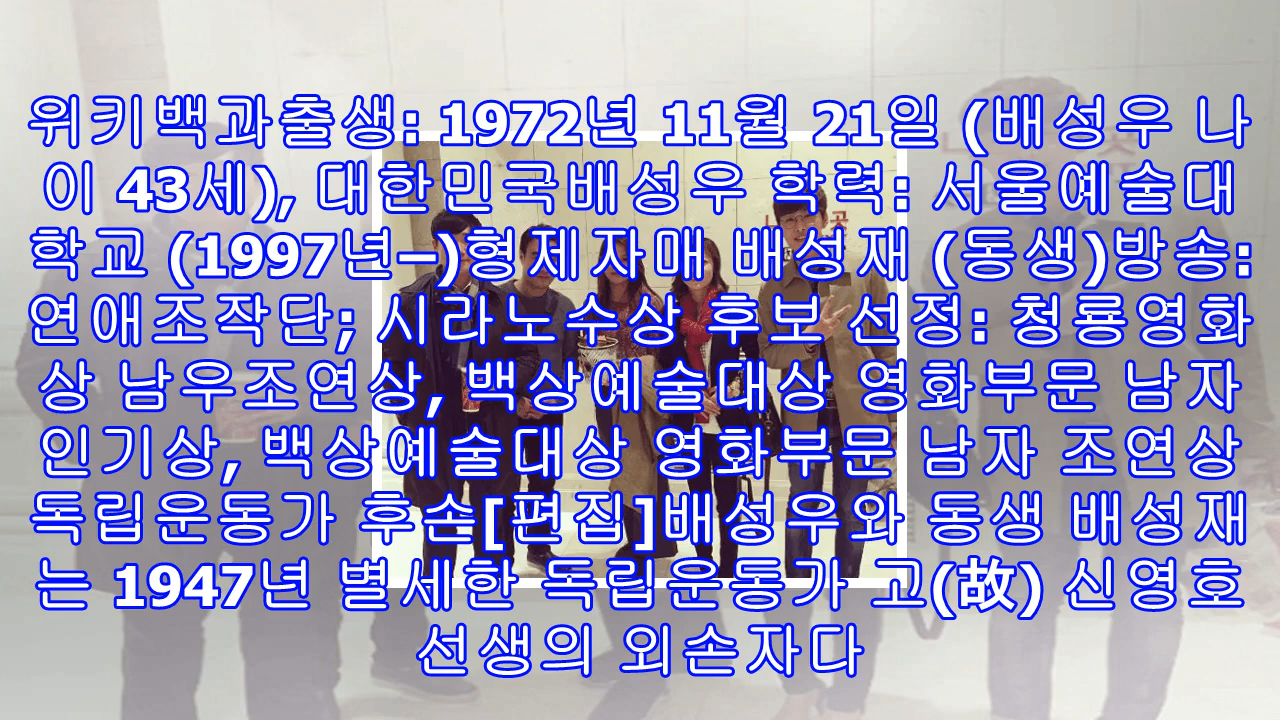 위키백과출생: 1972년 11월 21일 (배성우 나
이 43세), 대한민국배성우 학력: 서울예술대
학교 (1997년–)형제자매 배성재 (동생)방송:
연애조작단; 시라노수상 후보 선정: 청룡영화
상 남우조연상, 백상예술대상 영화부문 남자
인기상, 백상예술대상 영화부문 남자 조연상
독립운동가 후손[편집]배성우와 동생 배성재
는 1947년 별세한 독립운동가 고(故) 신영호
선생의 외손자다